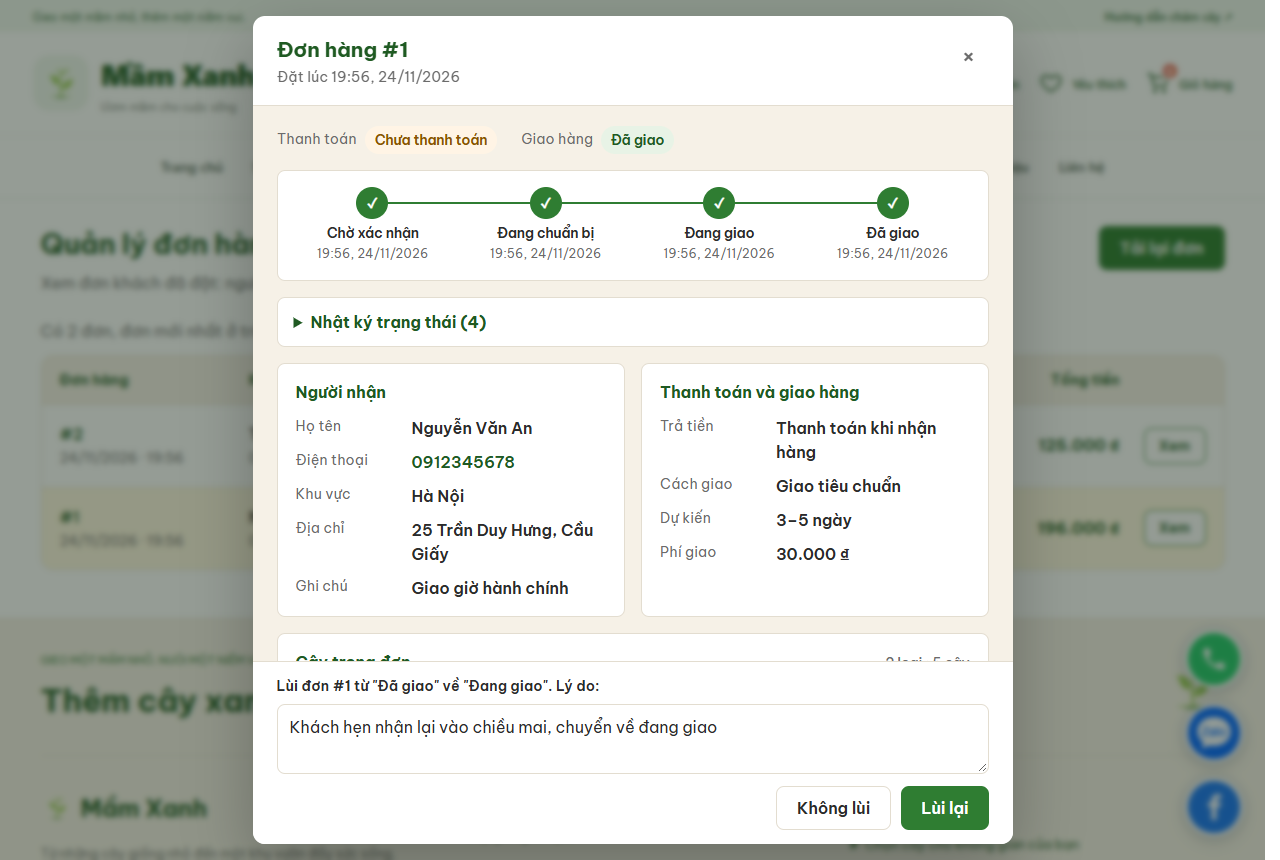 Đơn hàng #1
Đặt lúc 19:56, 24/11/2026
×
Thanh toán Chưa thanh toán Giao hàng Đã giao
Chờ xác nhận Đang chuẩn bị Đang giao Đã giao
19:56, 24/11/2026 19:56, 24/11/2026 19:56, 24/11/2026 19:56, 24/11/2026
Nhật ký trạng thái (4)
Người nhận
Họ tên Nguyễn Văn An
Điện thoại 0912345678
Khu vực Hà Nội
Địa chỉ 25 Trần Duy Hưng, Cầu
Giấy
Ghi chú Giao giờ hành chính
Thanh toán và giao hàng
Trả tiền Thanh toán khi nhận
hàng
Cách giao Giao tiêu chuẩn
Dự kiến 3–5 ngày
Phí giao 30.000 ₫
Lùi đơn #1 từ "Đã giao" về "Đang giao". Lý do:
Khách hẹn nhận lại vào chiều mai, chuyển về đang giao
Không lùi Lùi lại
Mầm Xanh
Trang chủ
Liên hệ
Quản lý đơn
Tải lại đơn
Đơn hàng
Tổng tiền
#2
24/11/2026 · 19:56
125.000 ₫ Xem
#1
24/11/2026 · 19:56
196.000 ₫ Xem
Thêm cây
Mầm Xanh